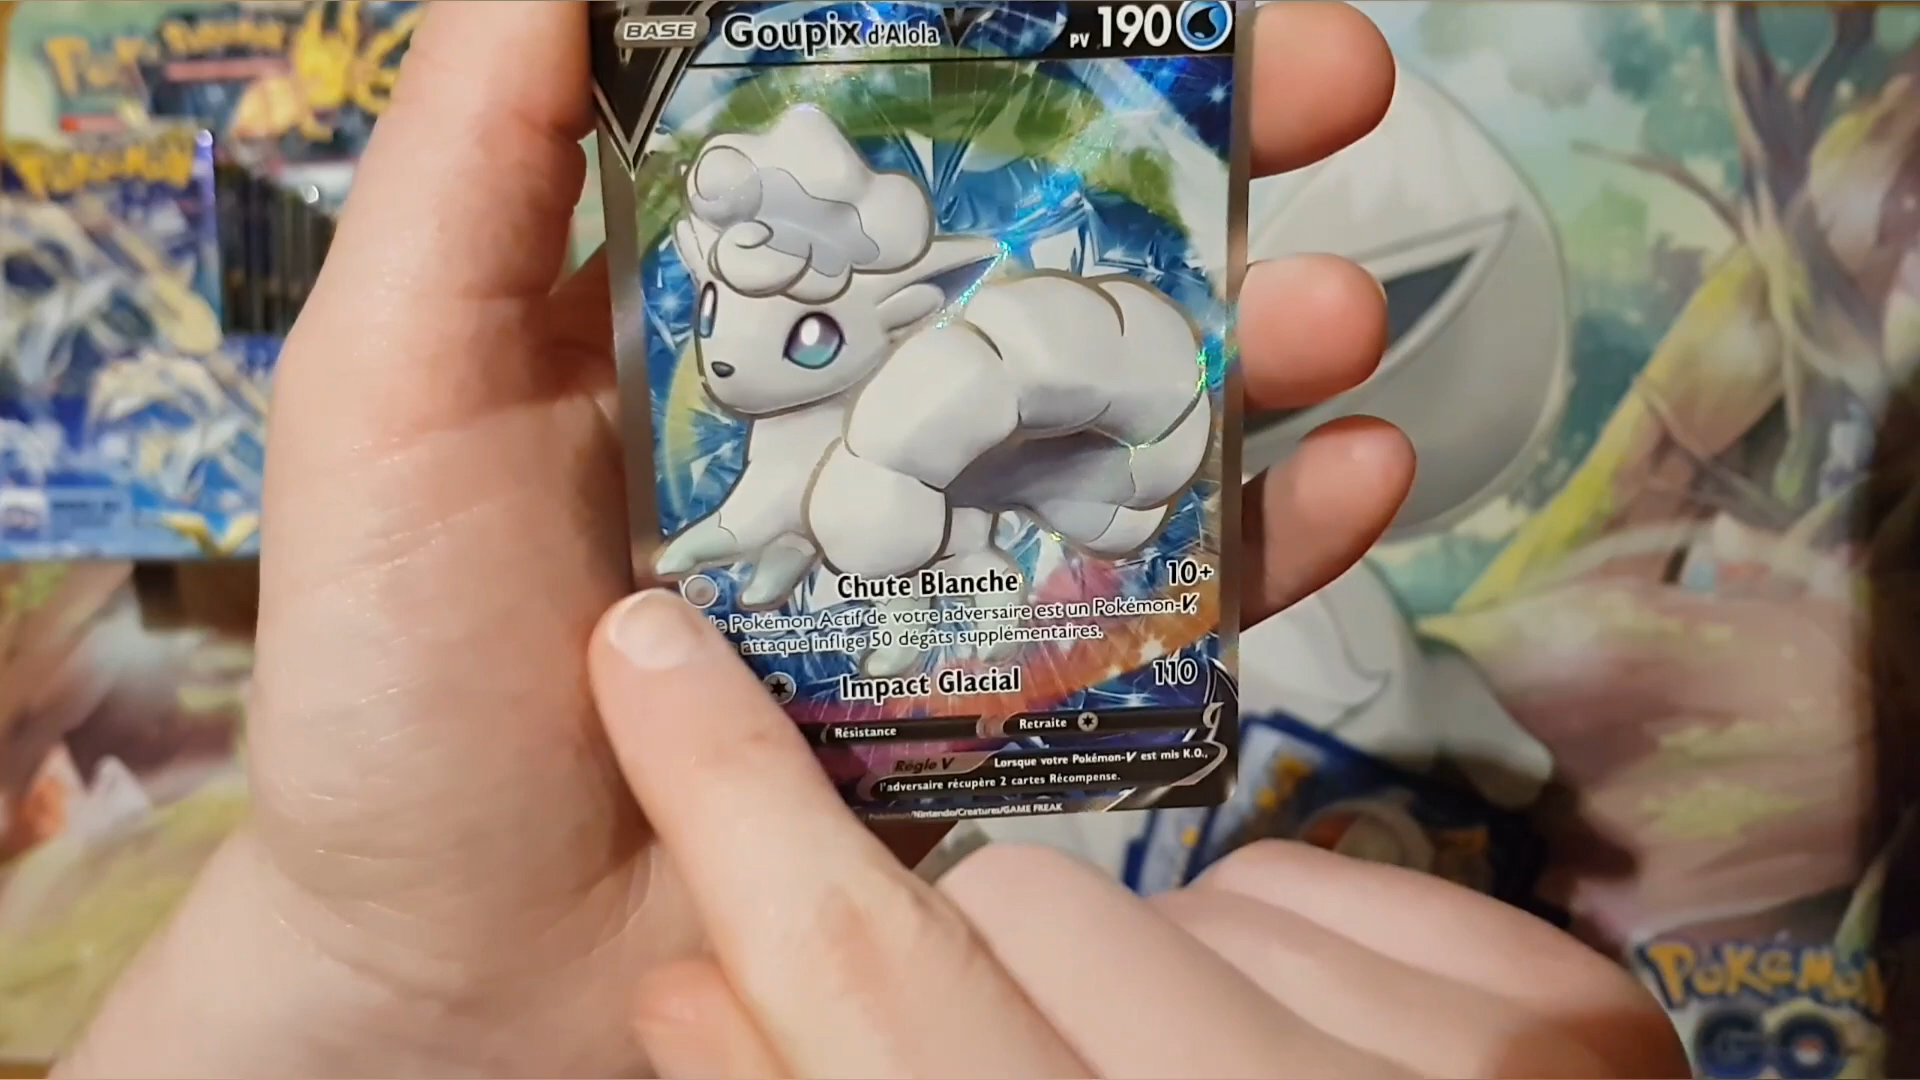 BASE Goupix d'Alola V PV 190
Chute Blanche 10+
Pokémon Actif de votre adversaire est un Pokémon-V,
attaque inflige 50 dégâts supplémentaires.
Impact Glacial 110
Résistance Retraite
Règle V Lorsque votre Pokémon-V est mis K.O.,
l'adversaire récupère 2 cartes Récompense.
Pokémon/Nintendo/Creatures/GAME FREAK
POKéMON
POKéMON
GO